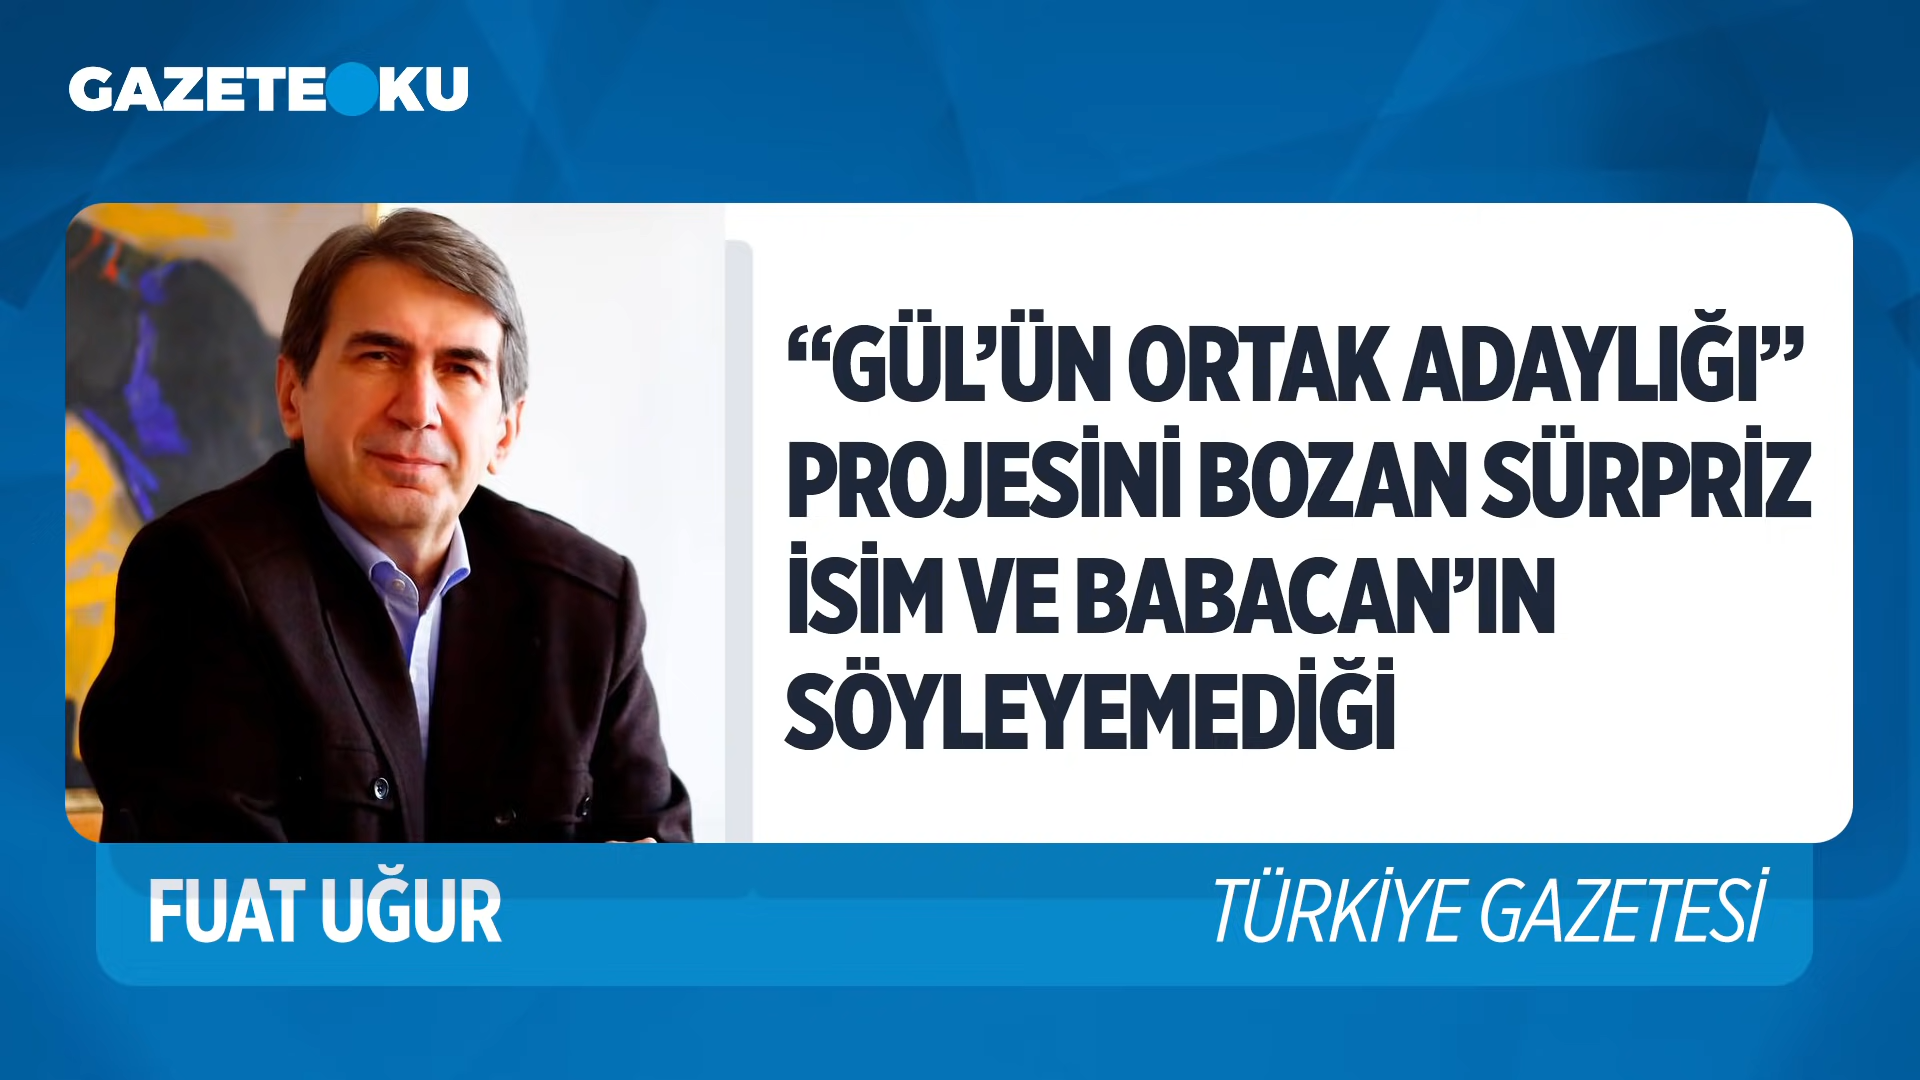 GAZETEOKU
“GÜL’ÜN ORTAK ADAYLIĞI”
PROJESİNİ BOZAN SÜRPRİZ
İSİM VE BABACAN’IN
SÖYLEYEMEDİĞİ
FUAT UĞUR
TÜRKİYE GAZETESİ